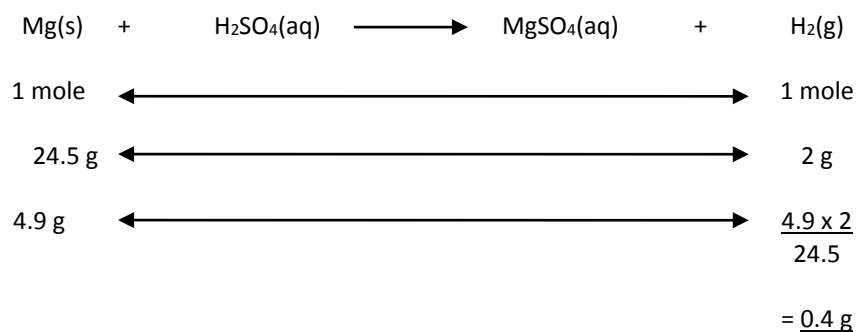 Mg(s) + H₂SO₄(aq) MgSO₄(aq) + H₂(g)
1 mole 1 mole
24.5 g 2 g
4.9 g 4.9 x 2
24.5
= 0.4 g